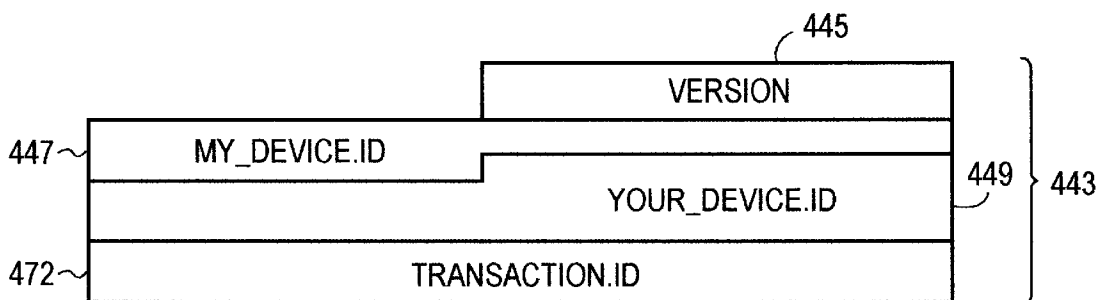 445
VERSION
447 MY_DEVICE.ID
YOUR_DEVICE.ID 449 443
472 TRANSACTION.ID